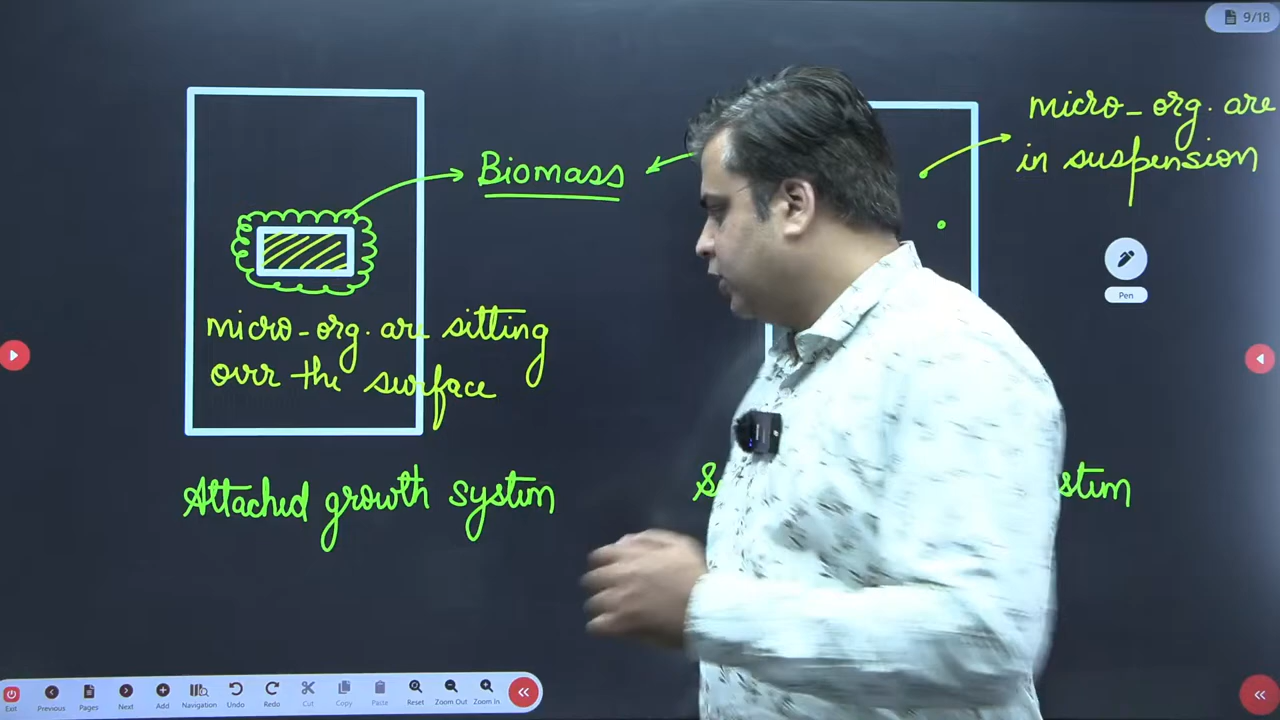 9/18
micro-org. are
in suspension
Biomass
Pen
micro-org. are sitting
over the surface
Attached growth system
Exit
Previous
Pages
Next
Add
Navigation
Undo
Redo
Cut
Copy
Paste
Reset
Zoom Out
Zoom In